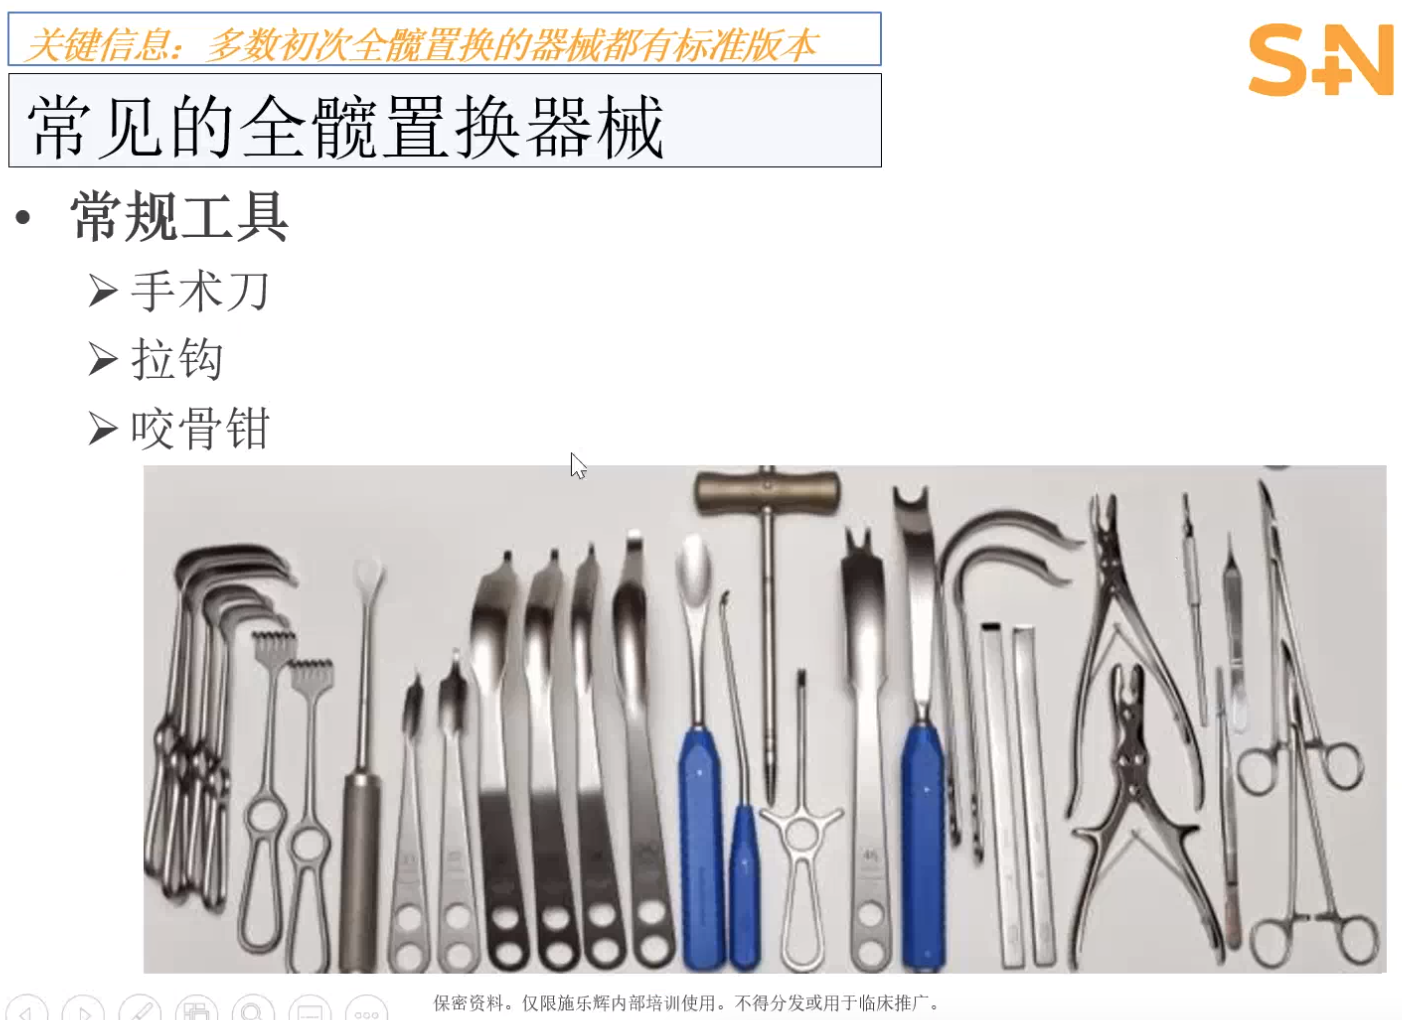 关键信息：多数初次全髋置换的器械都有标准版本
S+N
常见的全髋置换器械
• 常规工具
➢ 手术刀
➢ 拉钩
➢ 咬骨钳
46
保密资料。仅限施乐辉内部培训使用。不得分发或用于临床推广。